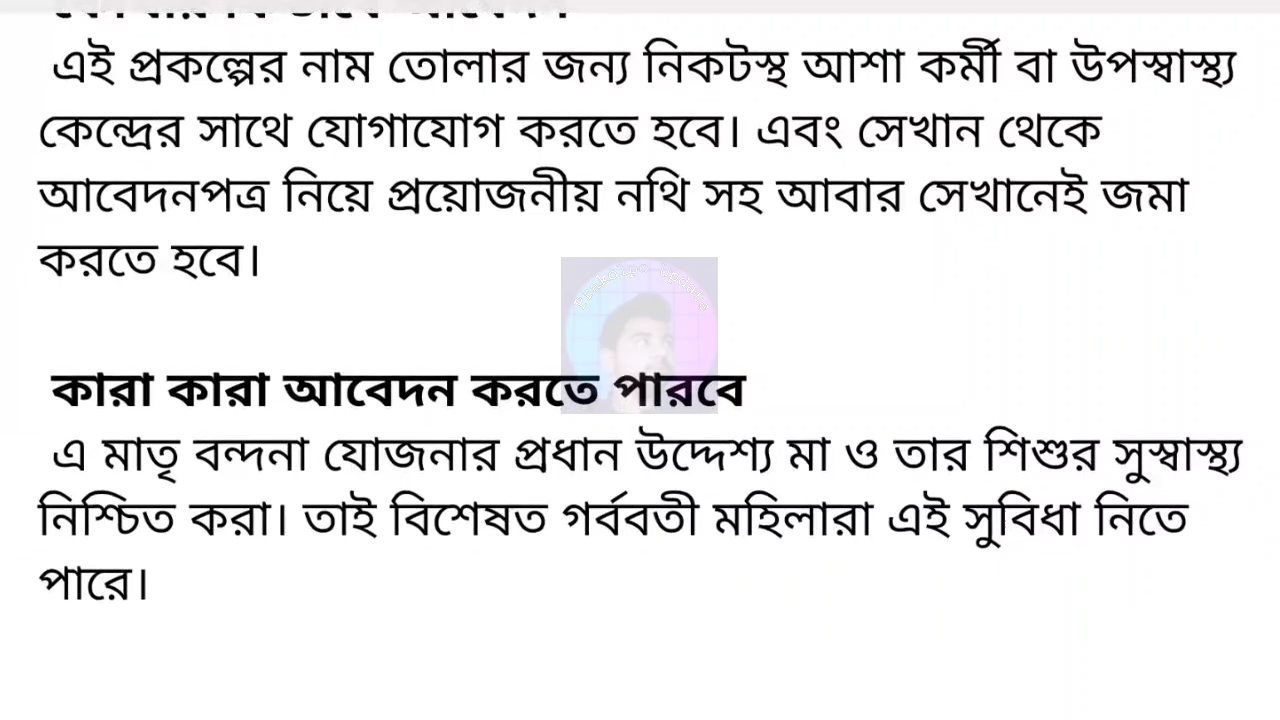 এই প্রকল্পের নাম তোলার জন্য নিকটস্থ আশা কর্মী বা উপস্বাস্থ্য
কেন্দ্রের সাথে যোগাযোগ করতে হবে। এবং সেখান থেকে
আবেদনপত্র নিয়ে প্রয়োজনীয় নথি সহ আবার সেখানেই জমা
করতে হবে।
কারা কারা আবেদন করতে পারবে
এ মাতৃ বন্দনা যোজনার প্রধান উদ্দেশ্য মা ও তার শিশুর সুস্বাস্থ্য
নিশ্চিত করা। তাই বিশেষত গর্ববতী মহিলারা এই সুবিধা নিতে
পারে।